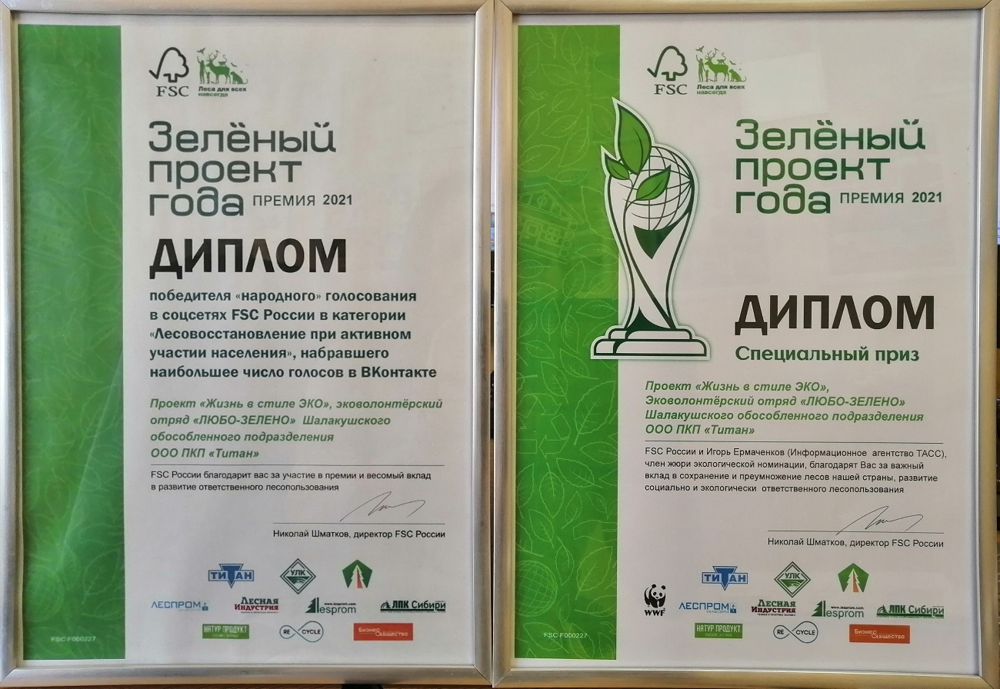 FSC
Леса для всех
навсегда
Зелёный
проект
года ПРЕМИЯ 2021
ДИПЛОМ
победителя «народного» голосования
в соцсетях FSC России в категории
«Лесовосстановление при активном
участии населения», набравшего
наибольшее число голосов в ВКонтакте
Проект «Жизнь в стиле ЭКО», эковолонтёрский
отряд «ЛЮБО-ЗЕЛЕНО» Шалакушского
обособленного подразделения
ООО ПКП «Титан»
FSC России благодарит вас за участие в премии и весомый вклад
в развитие ответственного лесопользования
Николай Шматков, директор FSC России
ТИТАН
УЛК
ЛЕСПРОМ
ЛЕСНАЯ
ИНДУСТРИЯ
www.lesprom.com
lesprom
ЛПК Сибири
НАТУР ПРОДУКТ
RE CYCLE
Бизнес
&Общество
FSC F000227
FSC
Леса для всех
навсегда
Зелёный
проект
года ПРЕМИЯ 2021
ДИПЛОМ
Специальный приз
Проект «Жизнь в стиле ЭКО»,
Эковолонтёрский отряд «ЛЮБО-ЗЕЛЕНО»
Шалакушского обособленного подразделения
ООО ПКП «Титан»
FSC России и Игорь Ермаченков (Информационное агентство ТАСС),
член жюри экологической номинации, благодарят Вас за важный
вклад в сохранение и преумножение лесов нашей страны, развитие
социально и экологически ответственного лесопользования
Николай Шматков, директор FSC России
ТИТАН
УЛК
WWF
ЛЕСПРОМ
ИНФОРМ
ЛЕСНАЯ
ИНДУСТРИЯ
www.lesprom.com
lesprom
ЛПК Сибири
НАТУР ПРОДУКТ
RE CYCLE
Бизнес
&Общество
FSC F000227